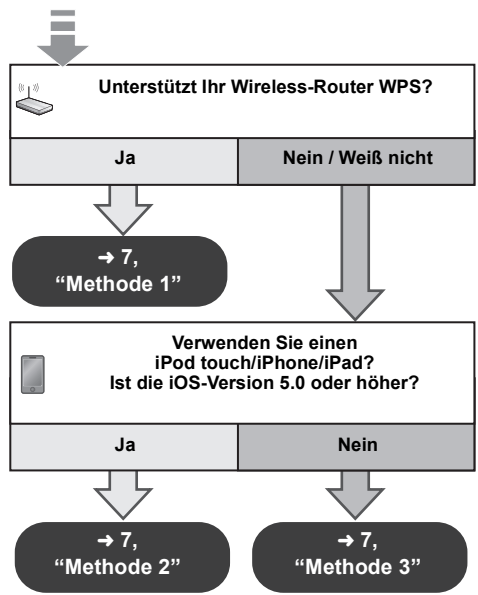 Unterstützt Ihr Wireless-Router WPS?
Ja
Nein / Weiß nicht
➔ 7,
“Methode 1”
Verwenden Sie einen
iPod touch/iPhone/iPad?
Ist die iOS-Version 5.0 oder höher?
Ja
Nein
➔ 7,
“Methode 2”
➔ 7,
“Methode 3”